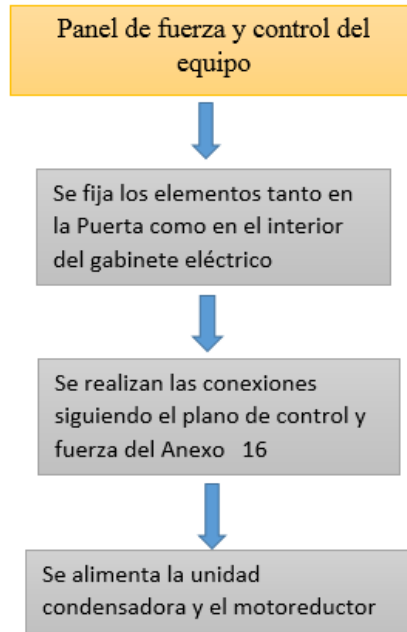 Panel de fuerza y control del
equipo
Se fija los elementos tanto en
la Puerta como en el interior
del gabinete eléctrico
Se realizan las conexiones
siguiendo el plano de control y
fuerza del Anexo 16
Se alimenta la unidad
condensadora y el motoreductor